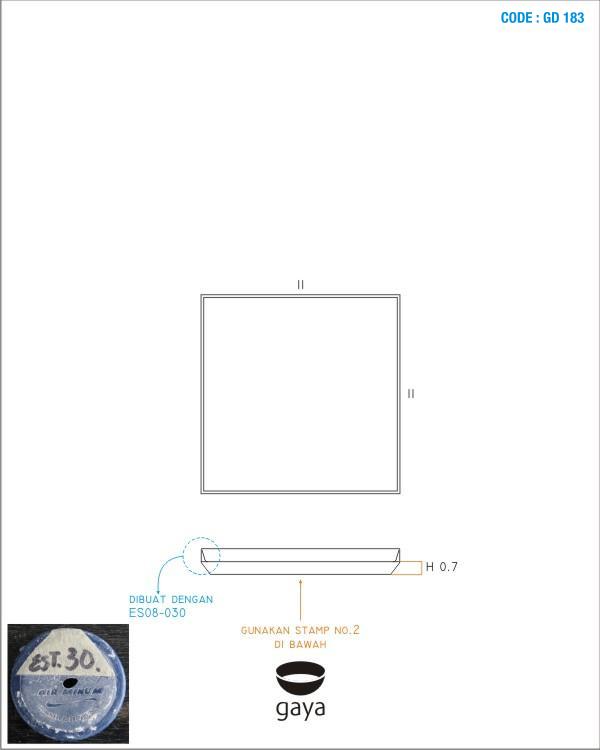 CODE : GD 183
11
11
H 0.7
DIBUAT DENGAN
ES08-030
GUNAKAN STAMP NO.2
DI BAWAH
gaya
EST.30.
AIR MINUM